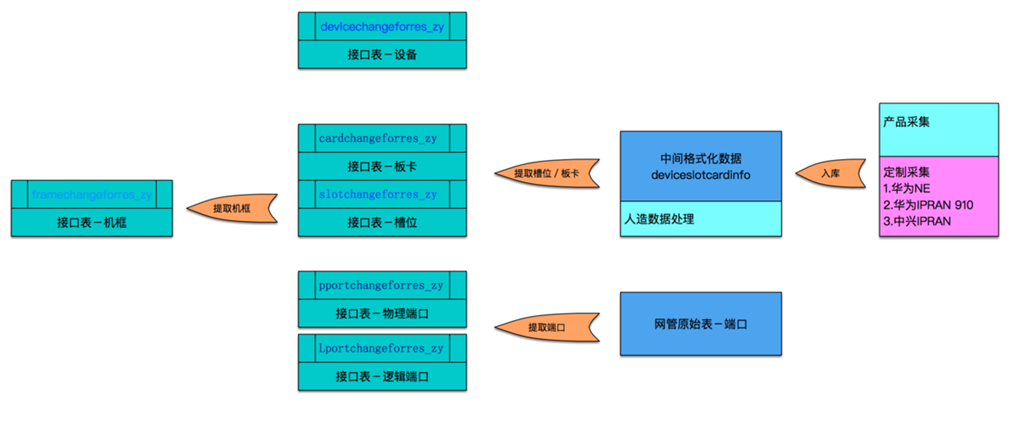 devicechangeforres_zy
接口表－设备
cardchangeforres_zy
接口表－板卡
slotchangeforres_zy
接口表－槽位
framechangeforres_zy
接口表－机框
提取机框
提取槽位 / 板卡
中间格式化数据
deviceslotcardinfo
人造数据处理
入库
产品采集
定制采集
1.华为NE
2.华为IPRAN 910
3.中兴IPRAN
pportchangeforres_zy
接口表－物理端口
Lportchangeforres_zy
接口表－逻辑端口
提取端口
网管原始表－端口